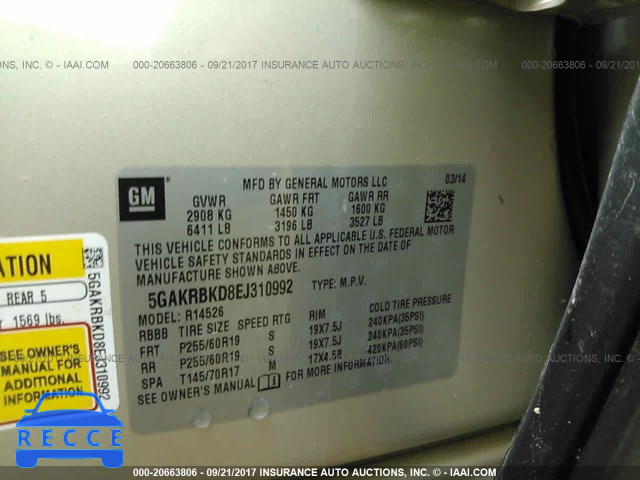 INC. - IAAI.COM 000-20663806 - 09/21/2017 INSURANCE AUTO AUCTIONS, INC. - IAAI.COM 000-20663806 - 09/21/2017
GM
MFD BY GENERAL MOTORS LLC 03/14
GVWR GAWR FRT GAWR RR
2908 KG 1450 KG 1600 KG
6411 LB 3196 LB 3527 LB
THIS VEHICLE CONFORMS TO ALL APPLICABLE U.S. FEDERAL MOTOR
VEHICLE SAFETY STANDARDS IN EFFECT ON THE DATE OF
MANUFACTURE SHOWN ABOVE.
5GAKRBKD8EJ310992 TYPE: M.P.V.
MODEL: R14526
RBBB TIRE SIZE SPEED RTG RIM COLD TIRE PRESSURE
FRT P255/60R19 S 19X7.5J 240KPA(35PSI)
RR P255/60R19 S 19X7.5J 240KPA(35PSI)
SPA T145/70R17 M 17X4.5B 420KPA(60PSI)
SEE OWNER'S MANUAL FOR MORE INFORMATION
ATION
REAR 5
1569 lbs.
SEE OWNER'S
MANUAL FOR
ADDITIONAL
INFORMATION
5GAKRBKD8EJ310992
RECCE
INC. 000-20663806 - 09/21/2017 INSURANCE AUTO AUCTIONS, INC. - IAAI.COM